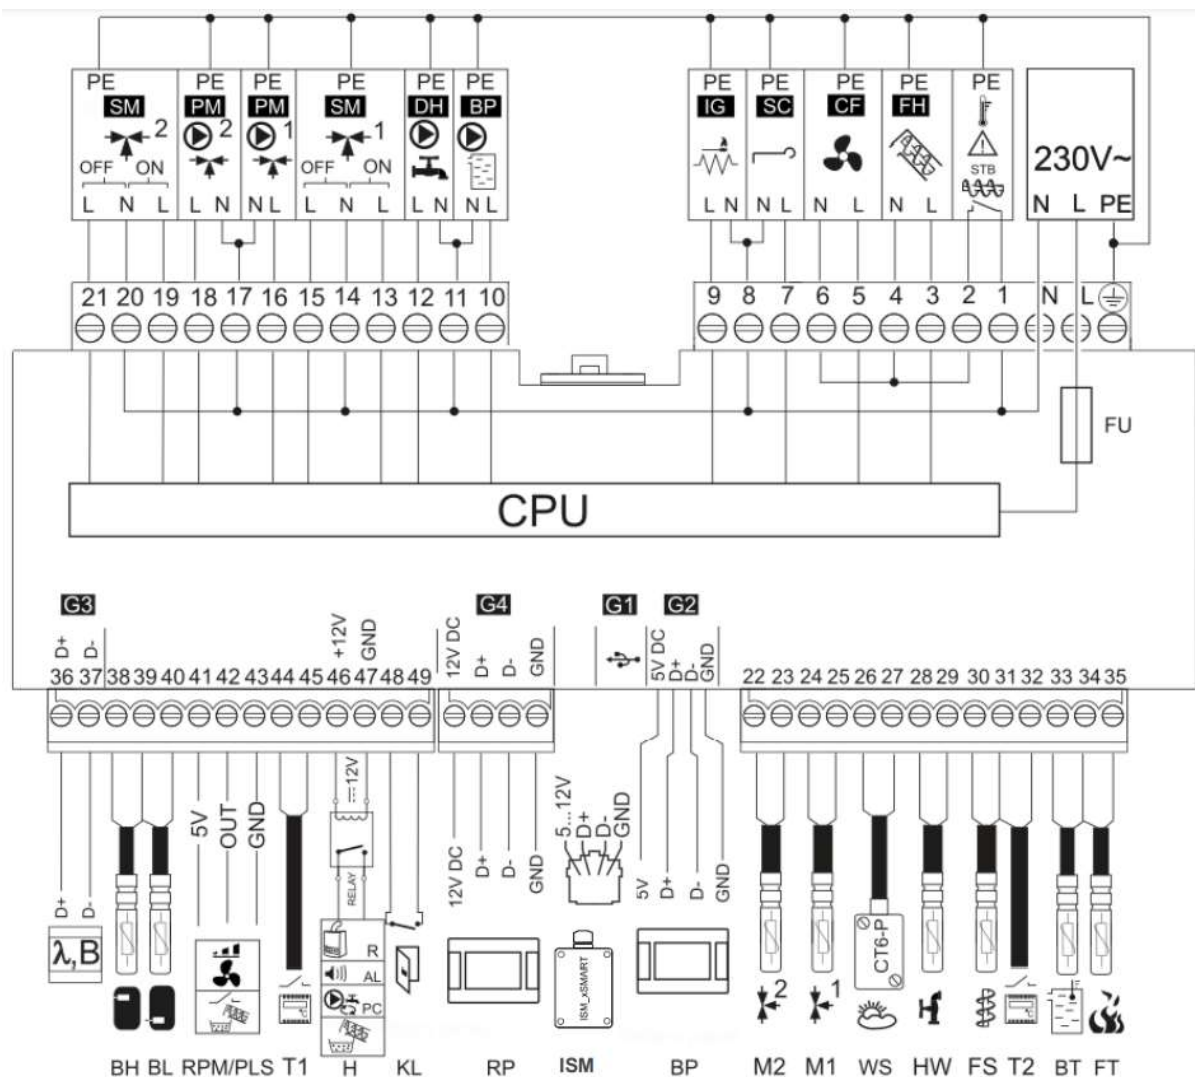 PE PE PE PE PE PE PE PE PE PE PE
SM PM PM SM DH BP IG SC CF FH
2 2 1 1
230V~
OFF ON OFF ON STB
L N L L N N L L N L L N N L L N N L N L N L N L PE
21 20 19 18 17 16 15 14 13 12 11 10 9 8 7 6 5 4 3 2 1 N L
FU
CPU
G3 G4 G1 G2
D+ D- +12V GND 12V DC D+ D- GND 5V DC D+ D- GND
36 37 38 39 40 41 42 43 44 45 46 47 48 49 22 23 24 25 26 27 28 29 30 31 32 33 34 35
12V 5...12V D+ D- GND
D+ D- 5V OUT GND RELAY 12V DC D+ D- GND 5V D+ D- GND
λ,B R CT6-P
AL ISM_xSMART
PC 2 1
BH BL RPM/PLS T1 H KL RP ISM BP M2 M1 WS HW FS T2 BT FT